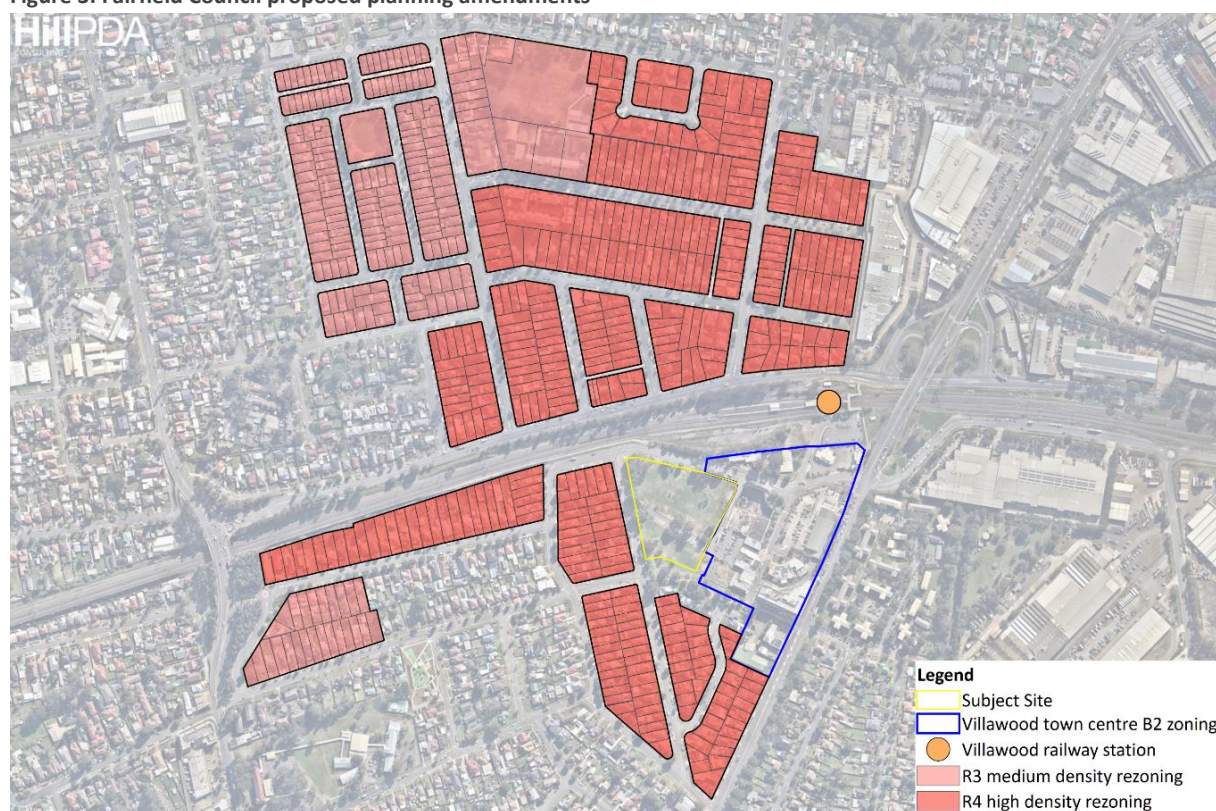 Figure 3: Fairfield Council proposed planning amendments
HillPDA
CONSULTING
Legend
Subject Site
Villawood town centre B2 zoning
Villawood railway station
R3 medium density rezoning
R4 high density rezoning